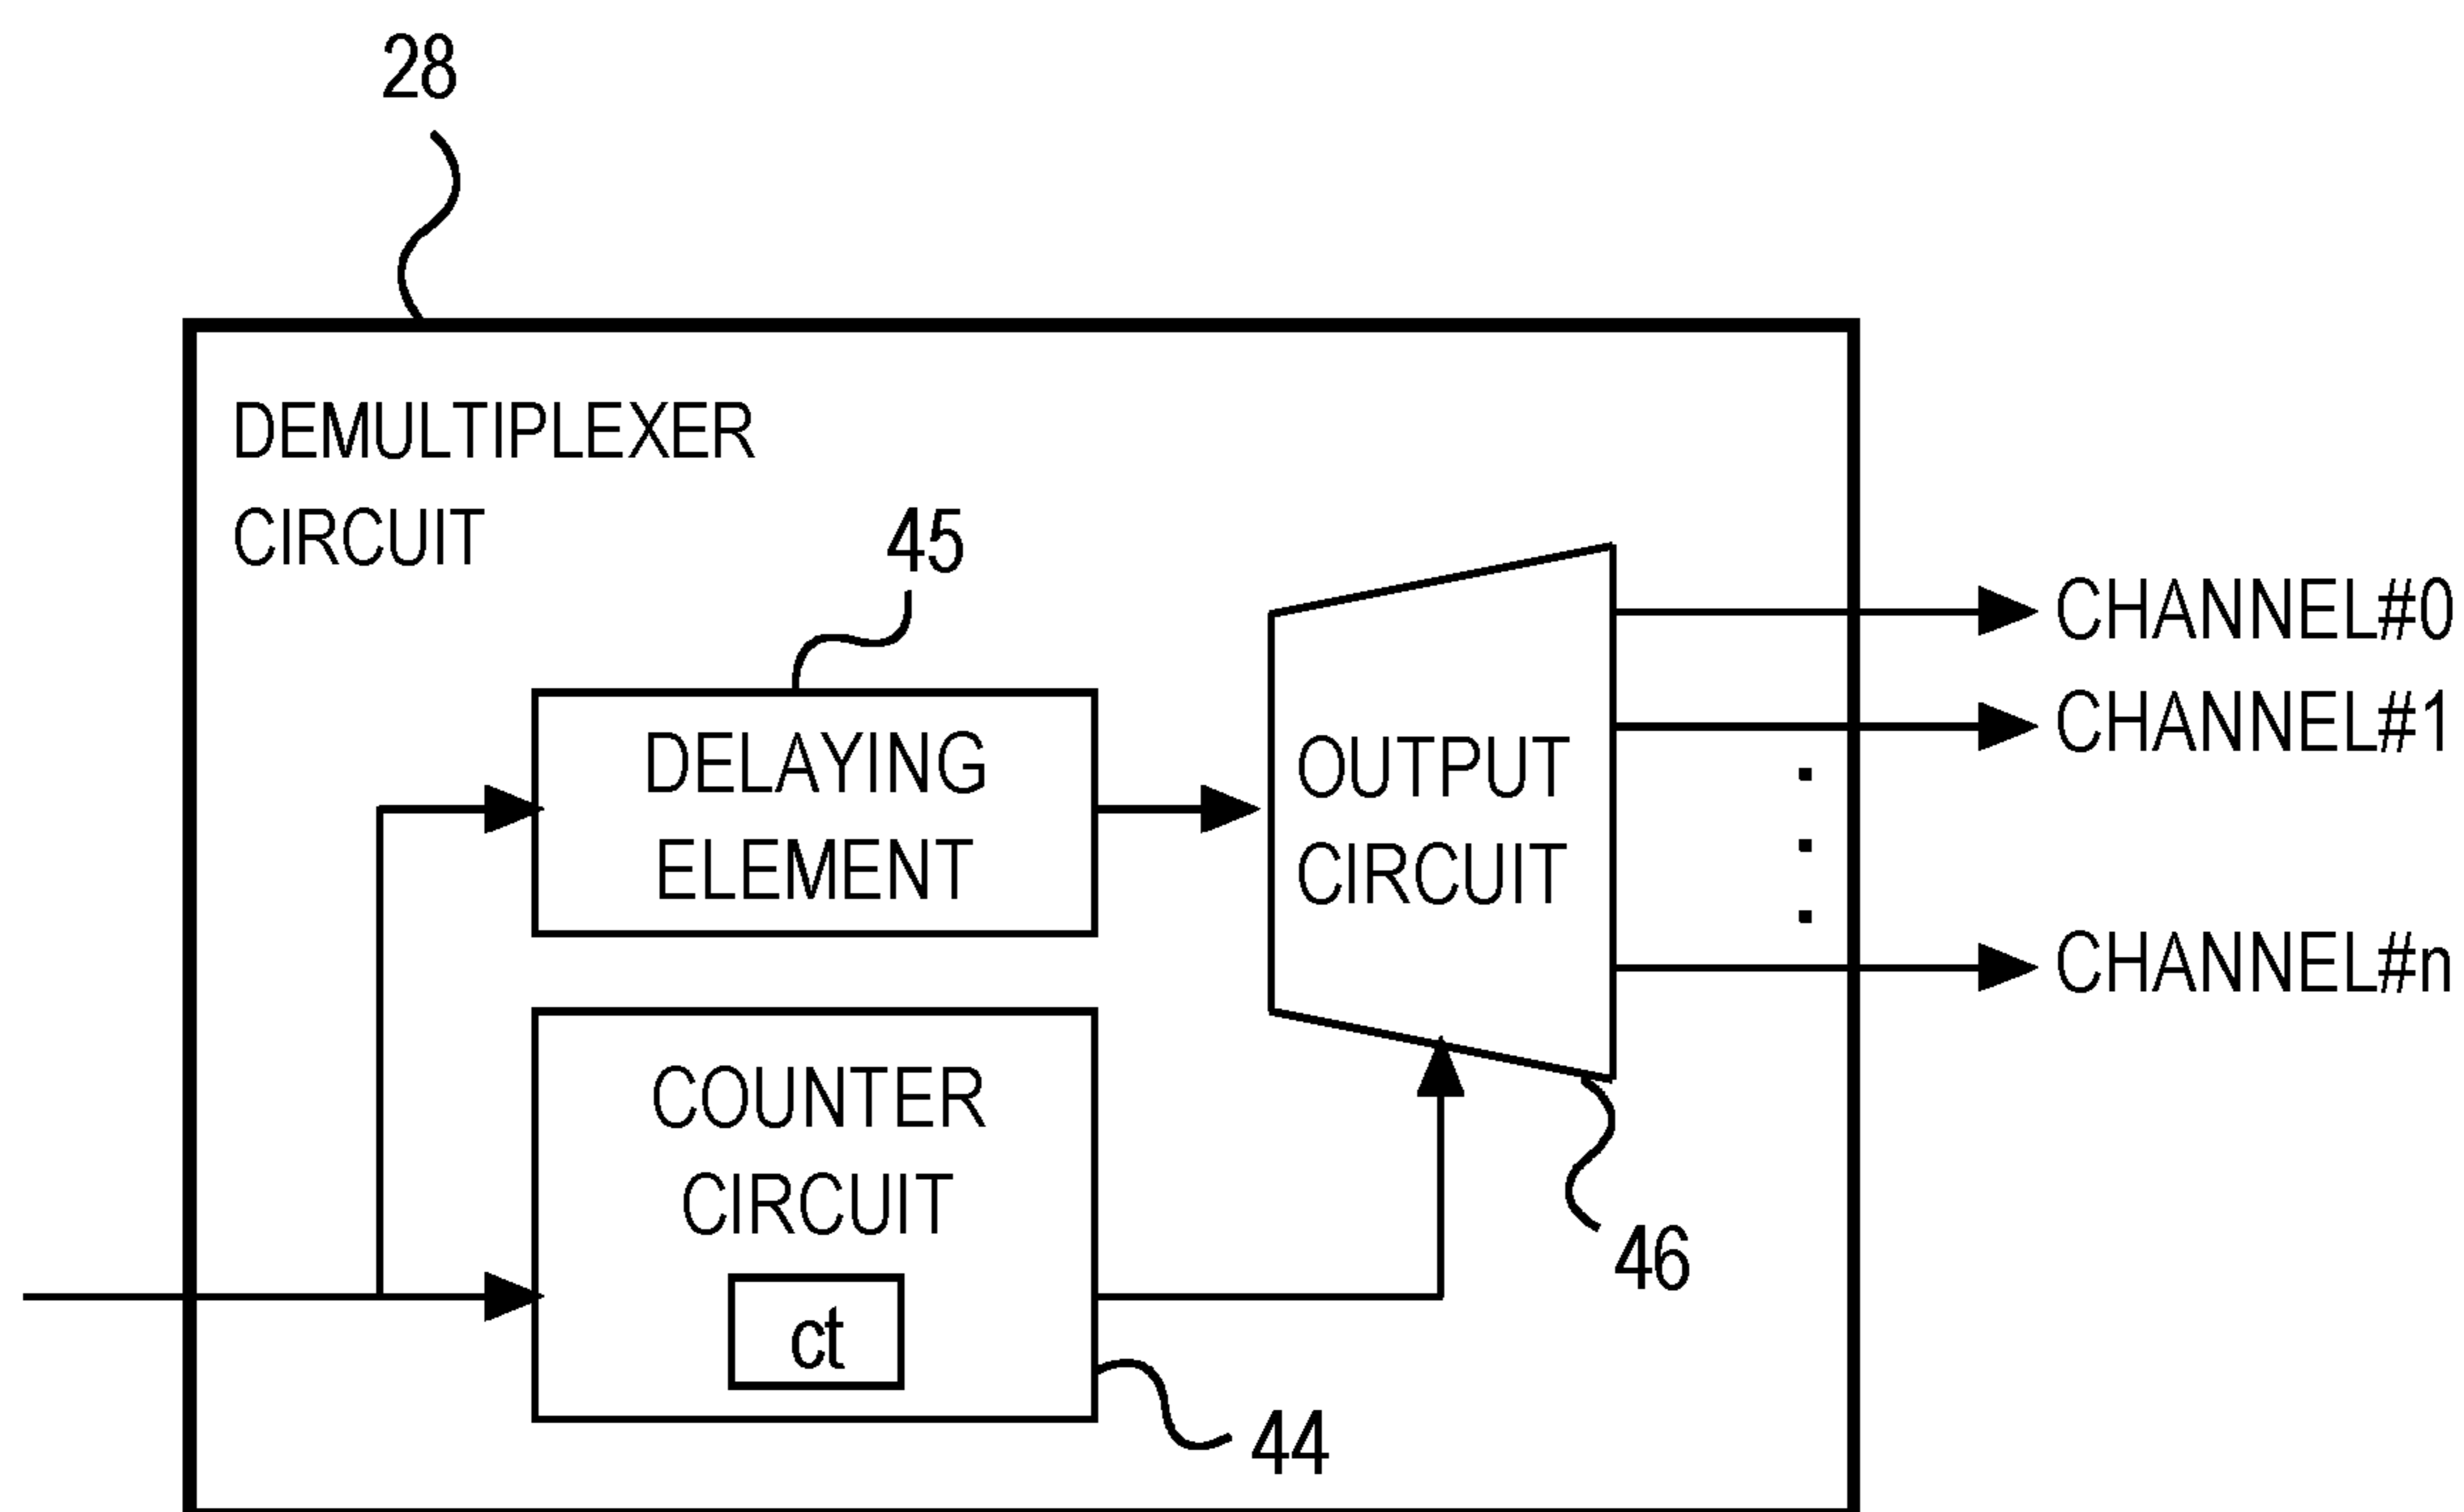 28
DEMULTIPLEXER
CIRCUIT
45
DELAYING
ELEMENT
OUTPUT
CIRCUIT
CHANNEL#0
CHANNEL#1
CHANNEL#n
COUNTER
CIRCUIT
ct
46
44